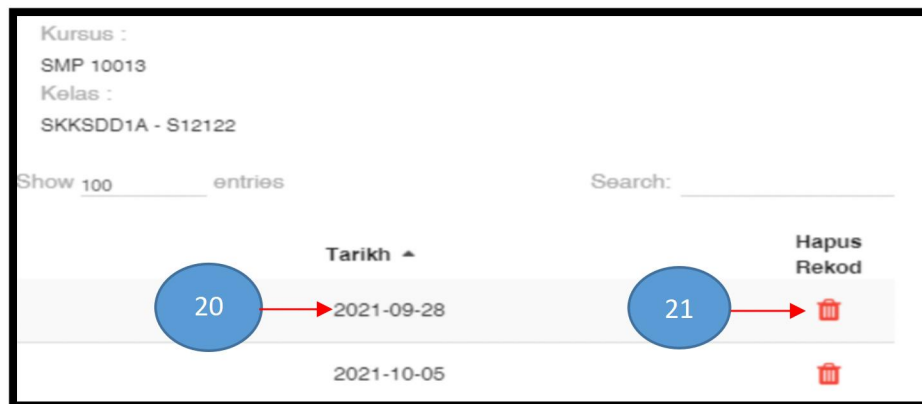 Kursus :
SMP 10013
Kelas :
SKKSDD1A - S12122
Show 100 entries Search:
Tarikh Hapus Rekod
20 2021-09-28 21
2021-10-05